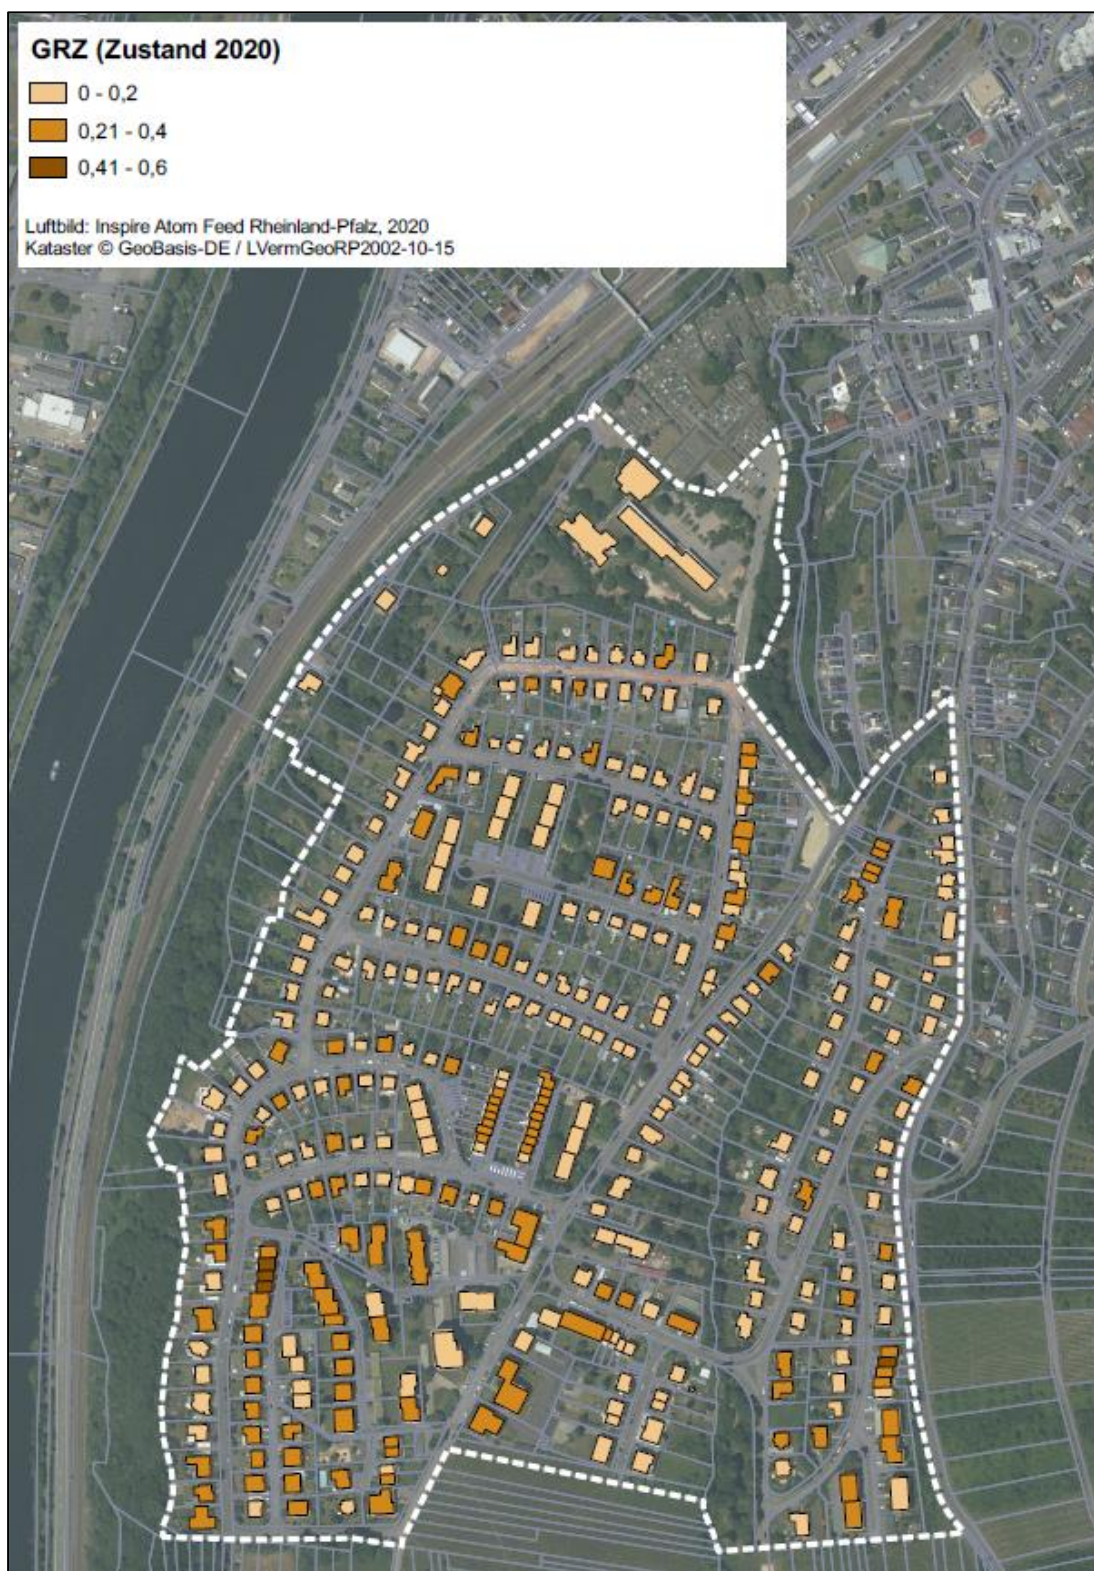 GRZ (Zustand 2020)
0 - 0,2
0,21 - 0,4
0,41 - 0,6
Luftbild: Inspire Atom Feed Rheinland-Pfalz, 2020
Kataster © GeoBasis-DE / LVermGeoRP2002-10-15